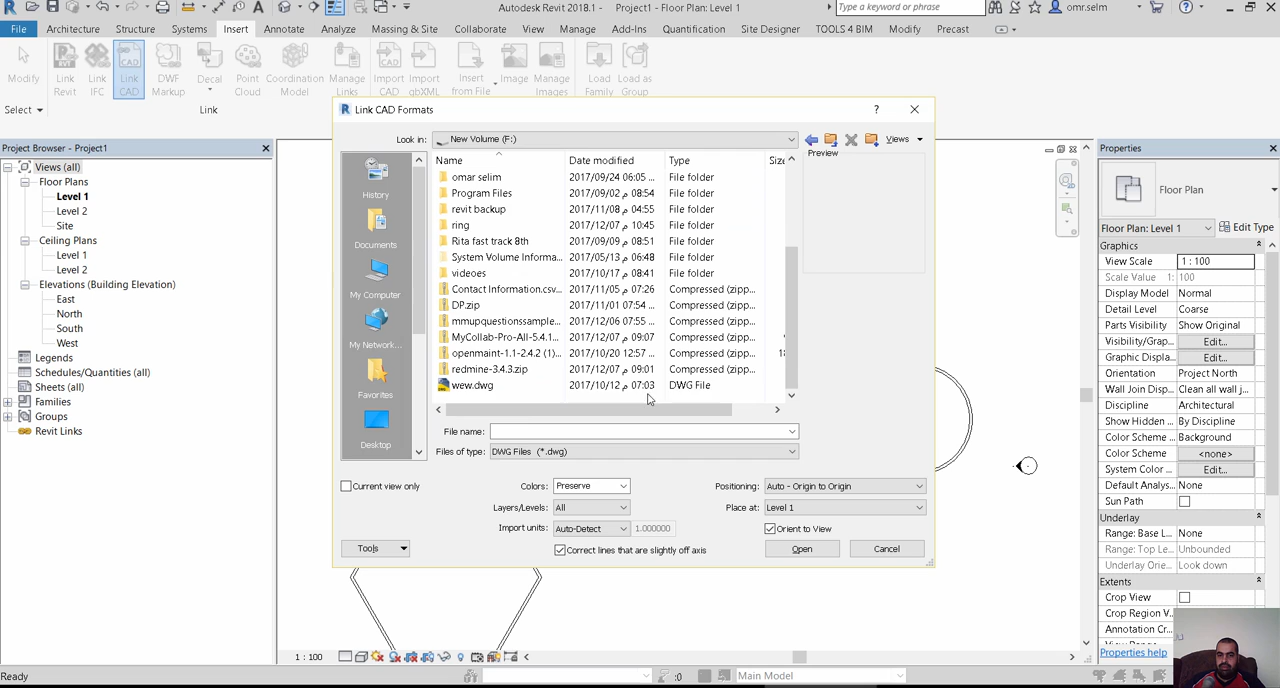 Autodesk Revit 2018.1 - Project1 - Floor Plan: Level 1
Type a keyword or phrase
omr.selm
File
Architecture
Structure
Systems
Insert
Annotate
Analyze
Massing & Site
Collaborate
View
Manage
Add-Ins
Quantification
Site Designer
TOOLS 4 BIM
Modify
Precast
Modify
Link Revit
Link IFC
Link CAD
DWF Markup
Decal
Point Cloud
Coordination Model
Manage Links
Import CAD
Import gbXML
Insert from File
Image
Manage Images
Load Family
Load as Group
Select
Link
Project Browser - Project1
Views (all)
Floor Plans
Level 1
Level 2
Site
Ceiling Plans
Level 1
Level 2
Elevations (Building Elevation)
East
North
South
West
Legends
Schedules/Quantities (all)
Sheets (all)
Families
Groups
Revit Links
Link CAD Formats
Look in:
New Volume (F:)
Views
Preview
History
Documents
My Computer
My Network...
Favorites
Desktop
Name
Date modified
Type
Size
omar selim
2017/09/24 06:05 ...
File folder
Program Files
2017/09/02 م 08:54
File folder
revit backup
2017/11/08 م 04:55
File folder
ring
2017/12/07 م 10:45
File folder
Rita fast track 8th
2017/09/09 م 08:51
File folder
System Volume Informa...
2017/05/13 م 06:48
File folder
videoes
2017/10/17 م 08:41
File folder
Contact Information.csv...
2017/11/05 م 07:26
Compressed (zipp...
DP.zip
2017/11/01 07:54 ...
Compressed (zipp...
mmupquestionssample...
2017/12/06 07:55 ...
Compressed (zipp...
MyCollab-Pro-All-5.4.1...
2017/12/07 م 09:07
Compressed (zipp...
openmaint-1.1-2.4.2 (1)...
2017/10/20 12:57 ...
Compressed (zipp...
redmine-3.4.3.zip
2017/12/07 م 09:01
Compressed (zipp...
wew.dwg
2017/10/12 م 07:03
DWG File
File name:
Files of type:
DWG Files (*.dwg)
Current view only
Colors:
Preserve
Positioning:
Auto - Origin to Origin
Layers/Levels:
All
Place at:
Level 1
Import units:
Auto-Detect
1.000000
Orient to View
Correct lines that are slightly off axis
Tools
Open
Cancel
Properties
Floor Plan
Floor Plan: Level 1
Edit Type
Graphics
View Scale
1 : 100
Scale Value 1:
100
Display Model
Normal
Detail Level
Coarse
Parts Visibility
Show Original
Visibility/Grap...
Edit...
Graphic Displa...
Edit...
Orientation
Project North
Wall Join Displ...
Clean all wall j...
Discipline
Architectural
Show Hidden ...
By Discipline
Color Scheme ...
Background
Color Scheme
<none>
System Color ...
Edit...
Default Analys...
None
Sun Path
Underlay
Range: Base L...
None
Range: Top Le...
Unbounded
Underlay Orie...
Look down
Extents
Crop View
Crop Region V...
Annotation Cr...
Properties help
1 : 100
Ready
:0
Main Model